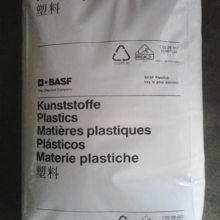 塑料
BASF
The Chemical Company
BASF Plastics
key to your success
Kunststoffe
Plastics
Matières plastiques
Plásticos
Materie plastiche
塑料
BASF